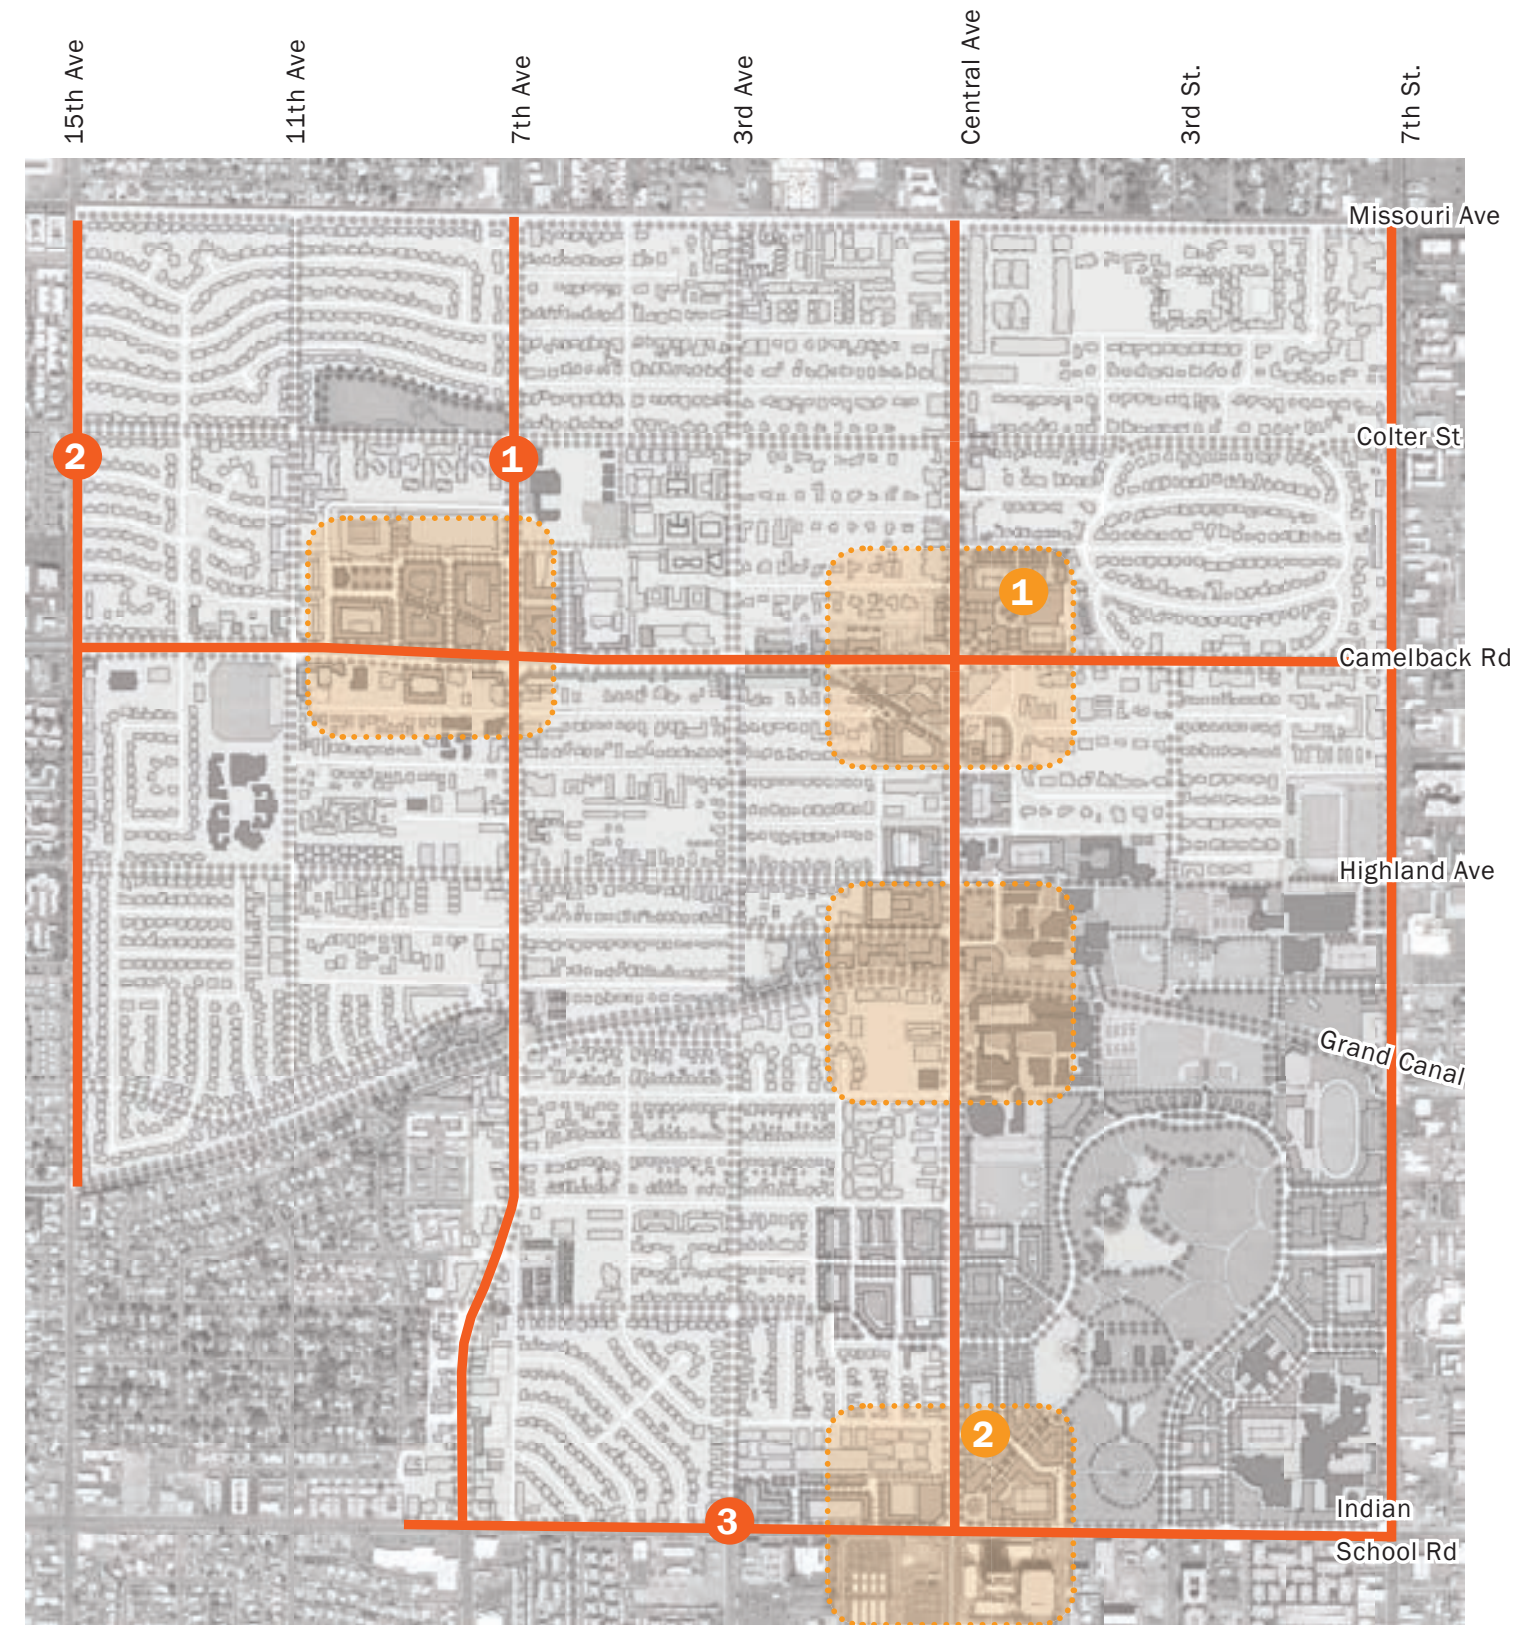 15th Ave
11th Ave
7th Ave
3rd Ave
Central Ave
3rd St.
7th St.
Missouri Ave
Colter St
2
1
1
Camelback Rd
Highland Ave
Grand Canal
2
3
Indian
School Rd